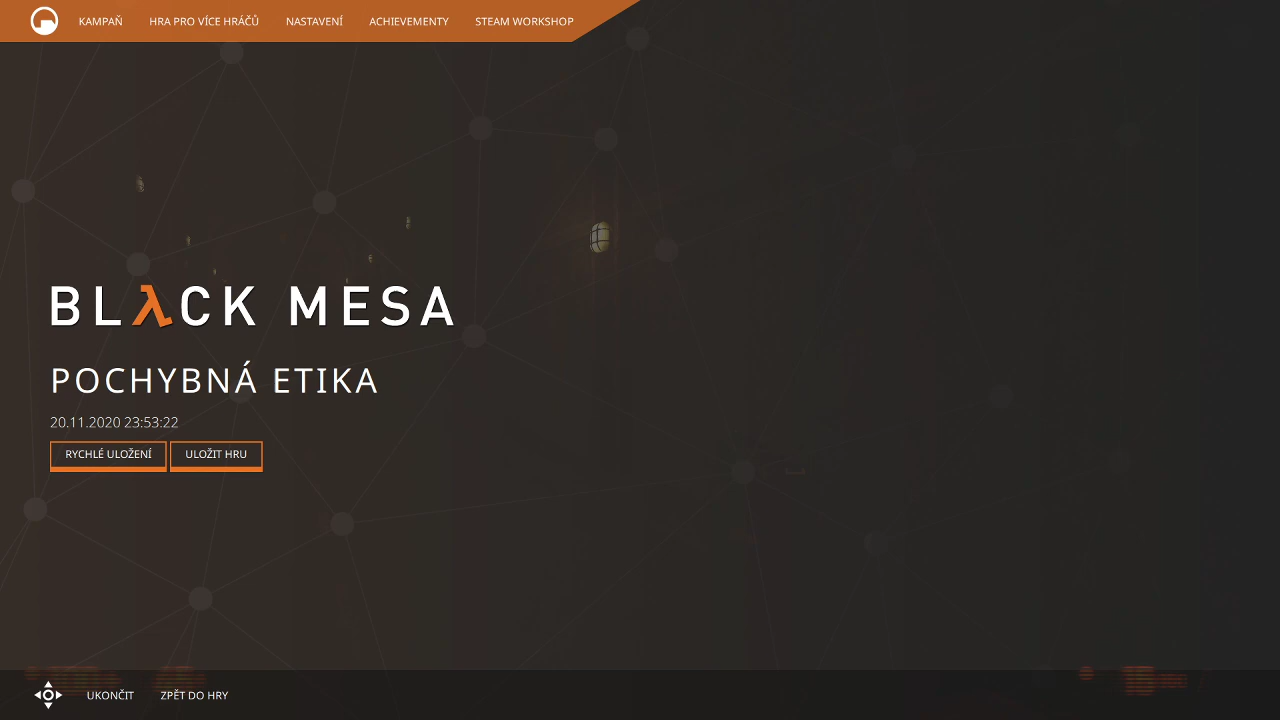 KAMPAŇ HRA PRO VÍCE HRÁČŮ NASTAVENÍ ACHIEVEMENTY STEAM WORKSHOP
BLλCK MESA
POCHYBNÁ ETIKA
20.11.2020 23:53:22
RYCHLÉ ULOŽENÍ ULOŽIT HRU
UKONČIT ZPĚT DO HRY